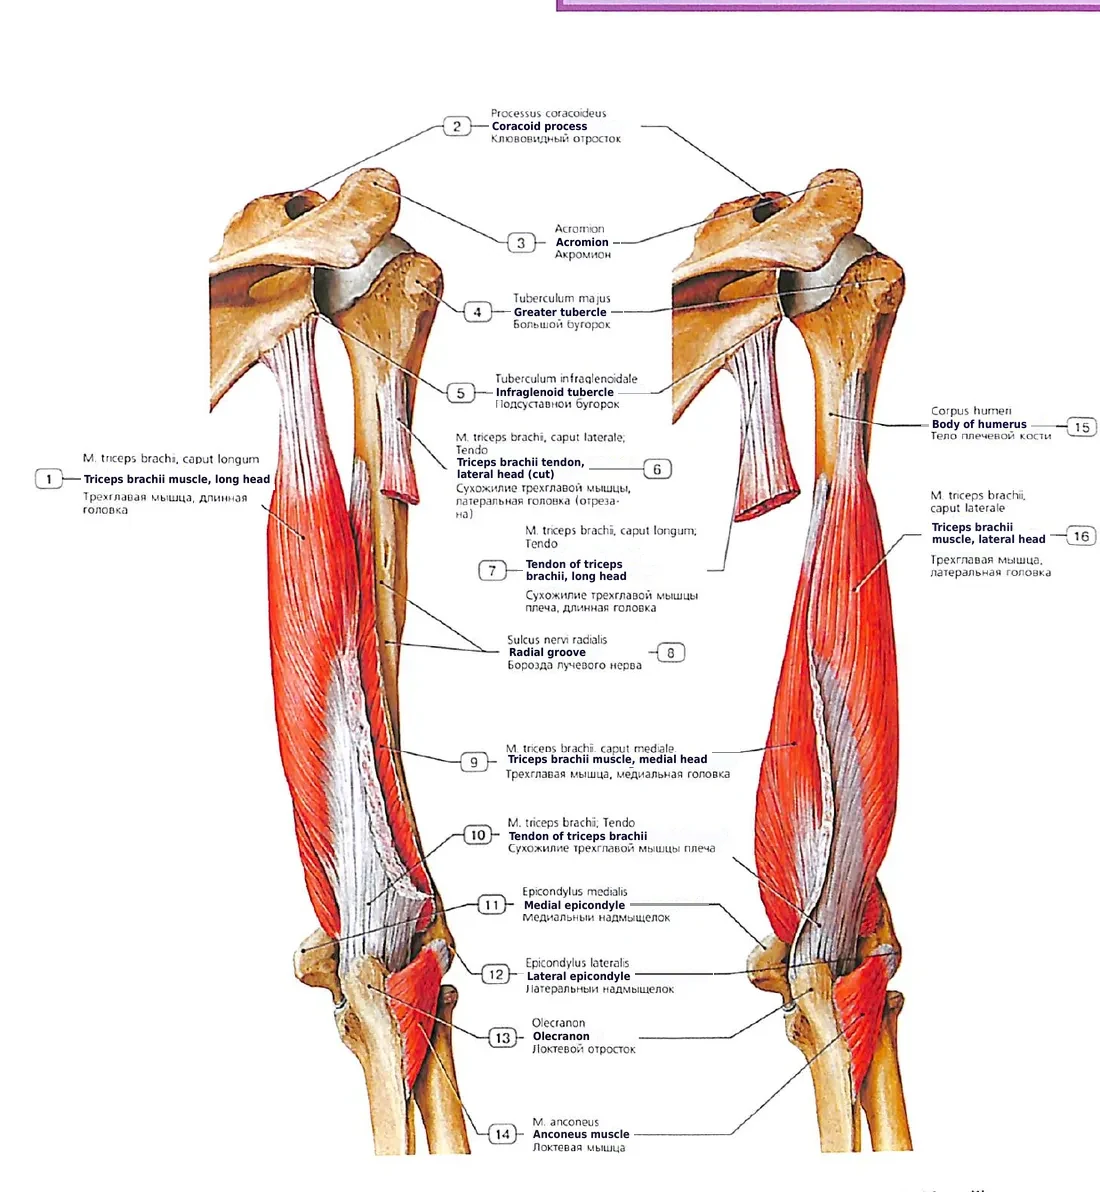 Processus coracoideus
2 Coracoid process
Клювовидный отросток
Acromion
3 Acromion
Акромион
Tuberculum majus
4 Greater tubercle
Большой бугорок
Tuberculum infraglenoidale
5 Infraglenoid tubercle
Подсуставной бугорок
M. triceps brachii, caput longum
1 Triceps brachii muscle, long head
Трехглавая мышца, длинная
головка
M. triceps brachii, caput laterale;
Tendo
Triceps brachii tendon,
lateral head (cut) 6
Сухожилие трехглавой мышцы,
латеральная головка (отреза-
на)
Corpus humeri
Body of humerus 15
Тело плечевой кости
M. triceps brachii,
caput laterale
Triceps brachii
muscle, lateral head 16
Трехглавая мышца,
латеральная головка
M. triceps brachii, caput longum;
Tendo
7 Tendon of triceps
brachii, long head
Сухожилие трехглавой мышцы
плеча, длинная головка
Sulcus nervi radialis
Radial groove 8
Борозда лучевого нерва
M. triceps brachii, caput mediale
9 Triceps brachii muscle, medial head
Трехглавая мышца, медиальная головка
M. triceps brachii; Tendo
10 Tendon of triceps brachii
Сухожилие трехглавой мышцы плеча
Epicondylus medialis
11 Medial epicondyle
Медиальный надмыщелок
Epicondylus lateralis
12 Lateral epicondyle
Латеральный надмыщелок
Olecranon
13 Olecranon
Локтевой отросток
M. anconeus
14 Anconeus muscle
Локтевая мышца